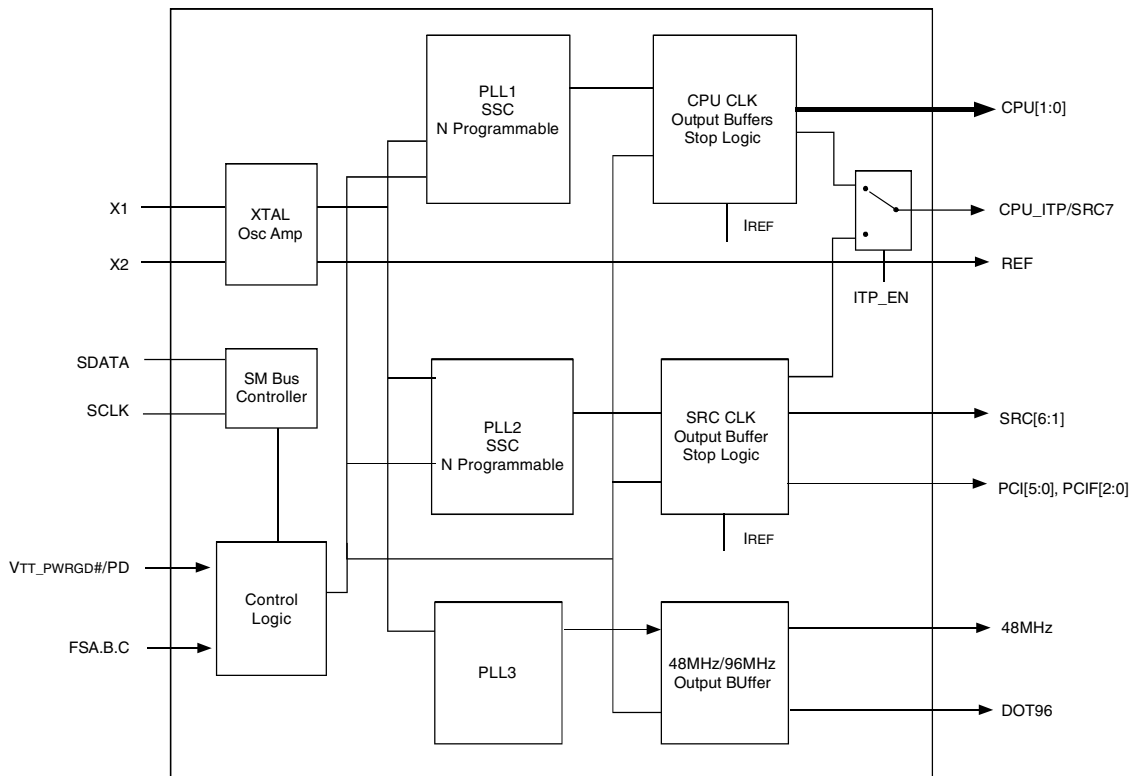 PLL1
SSC
N Programmable
CPU CLK
Output Buffers
Stop Logic
CPU[1:0]
X1
XTAL
Osc Amp
X2
IREF
CPU_ITP/SRC7
REF
ITP_EN
SDATA
SM Bus
Controller
SCLK
PLL2
SSC
N Programmable
SRC CLK
Output Buffer
Stop Logic
SRC[6:1]
PCI[5:0], PCIF[2:0]
IREF
VTT_PWRGD#/PD
Control
Logic
FSA.B.C
PLL3
48MHz/96MHz
Output BUffer
48MHz
DOT96